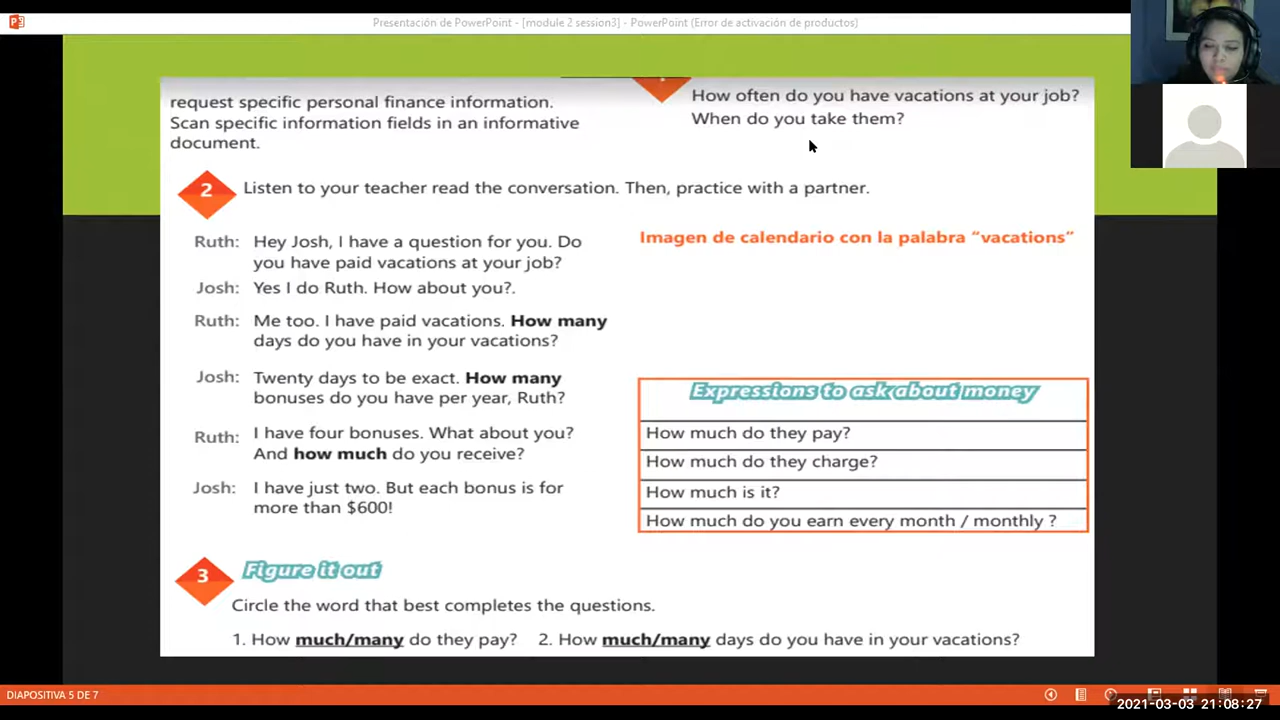 Presentación de PowerPoint - [module 2 session3] - PowerPoint (Error de activación de productos)
request specific personal finance information.
Scan specific information fields in an informative
document.
How often do you have vacations at your job?
When do you take them?
2
Listen to your teacher read the conversation. Then, practice with a partner.
Ruth: Hey Josh, I have a question for you. Do
you have paid vacations at your job?
Josh: Yes I do Ruth. How about you?.
Ruth: Me too. I have paid vacations. How many
days do you have in your vacations?
Josh: Twenty days to be exact. How many
bonuses do you have per year, Ruth?
Ruth: I have four bonuses. What about you?
And how much do you receive?
Josh: I have just two. But each bonus is for
more than $600!
Imagen de calendario con la palabra “vacations”
Expressions to ask about money
How much do they pay?
How much do they charge?
How much is it?
How much do you earn every month / monthly ?
3
Figure it out
Circle the word that best completes the questions.
1. How much/many do they pay? 2. How much/many days do you have in your vacations?
DIAPOSITIVA 5 DE 7
2021-03-03 21:08:27